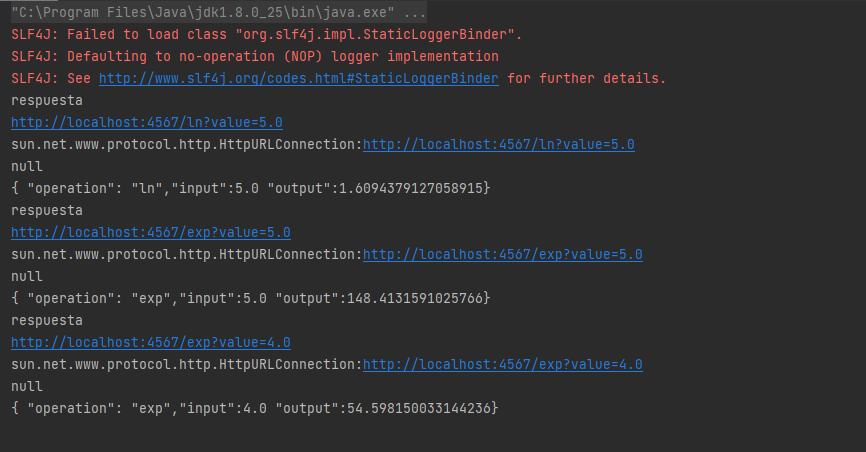 "C:\Program Files\Java\jdk1.8.0_25\bin\java.exe" ...
SLF4J: Failed to load class "org.slf4j.impl.StaticLoggerBinder".
SLF4J: Defaulting to no-operation (NOP) logger implementation
SLF4J: See http://www.slf4j.org/codes.html#StaticLoggerBinder for further details.
respuesta
http://localhost:4567/ln?value=5.0
sun.net.www.protocol.http.HttpURLConnection:http://localhost:4567/ln?value=5.0
null
{ "operation": "ln","input":5.0 "output":1.6094379127058915}
respuesta
http://localhost:4567/exp?value=5.0
sun.net.www.protocol.http.HttpURLConnection:http://localhost:4567/exp?value=5.0
null
{ "operation": "exp","input":5.0 "output":148.4131591025766}
respuesta
http://localhost:4567/exp?value=4.0
sun.net.www.protocol.http.HttpURLConnection:http://localhost:4567/exp?value=4.0
null
{ "operation": "exp","input":4.0 "output":54.598150033144236}